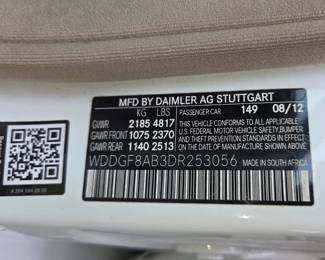 MFD BY DAIMLER AG STUTTGART
KG LB PASSENGER CAR 149 08/12
GVWR 2185 4817 THIS VEHICLE CONFORMS TO ALL APPLICABLE
GAWR FRONT 1075 2370 U.S. FEDERAL MOTOR VEHICLE SAFETY, BUMPER,
GAWR REAR 1140 2513 AND THEFT PREVENTION STANDARDS IN EFFECT
ON THE DATE OF MANUFACTURE SHOWN ABOVE.
WDDGF8AB3DR253056 MADE IN SOUTH AFRICA